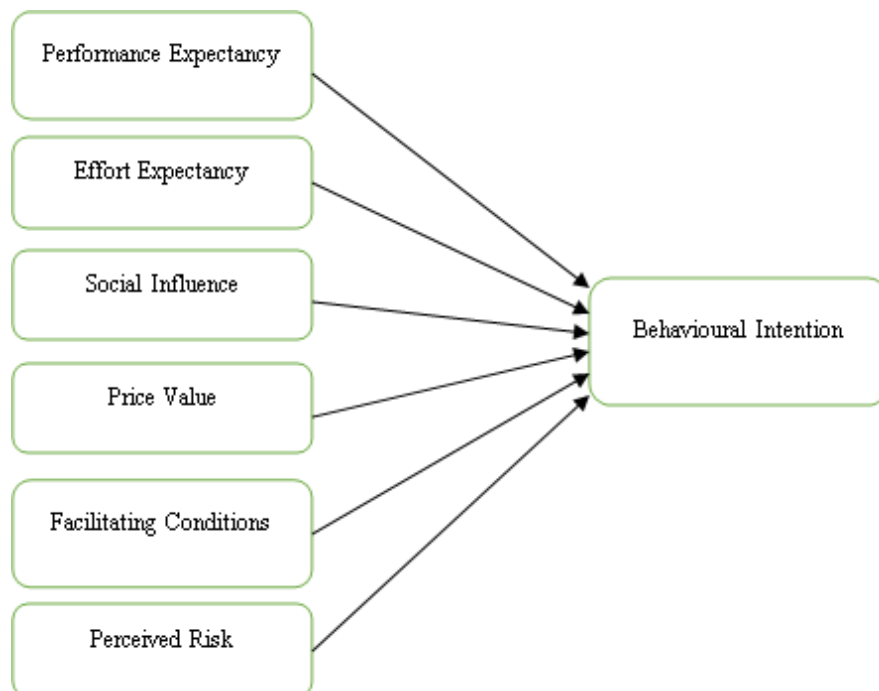 Performance Expectancy
Effort Expectancy
Social Influence
Price Value
Facilitating Conditions
Perceived Risk
Behavioural Intention